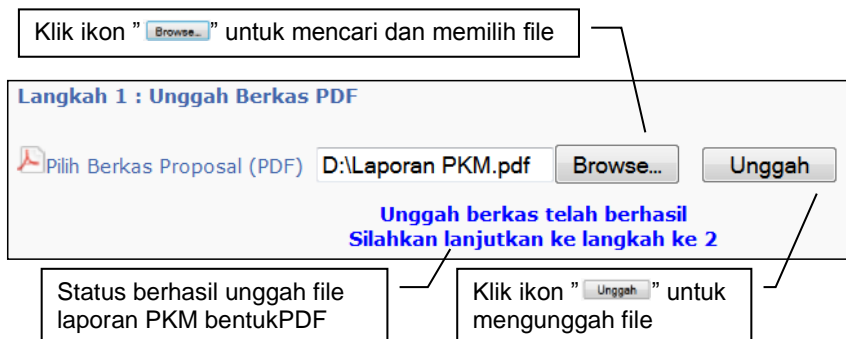 Klik ikon ” Browse... ” untuk mencari dan memilih file
Langkah 1 : Unggah Berkas PDF
Pilih Berkas Proposal (PDF) D:\Laporan PKM.pdf Browse... Unggah
Unggah berkas telah berhasil
Silahkan lanjutkan ke langkah ke 2
Status berhasil unggah file
laporan PKM bentukPDF
Klik ikon ” Unggah ” untuk
mengunggah file